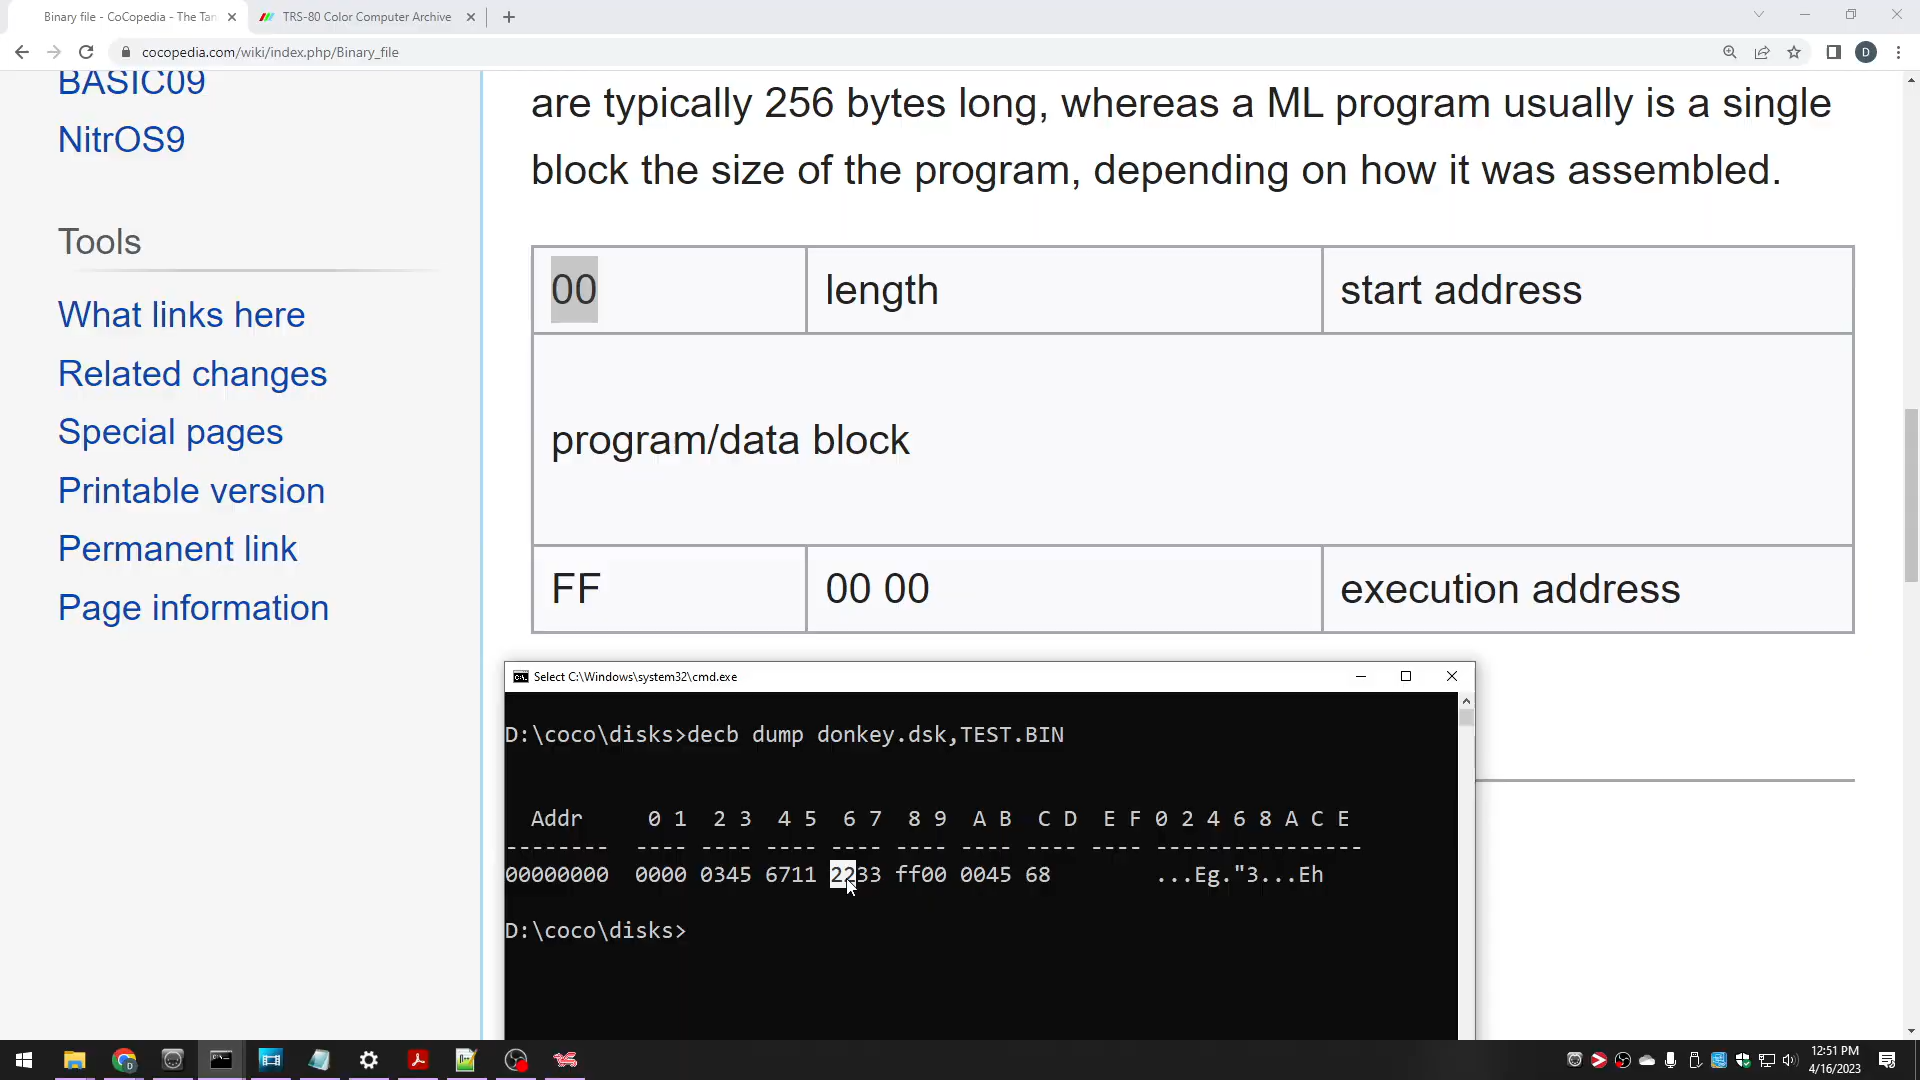 Binary file - CoCopedia - The Tan
TRS-80 Color Computer Archive
cocopedia.com/wiki/index.php/Binary_file
D
BASIC09
NitrOS9
Tools
What links here
Related changes
Special pages
Printable version
Permanent link
Page information
are typically 256 bytes long, whereas a ML program usually is a single
block the size of the program, depending on how it was assembled.
00 length start address
program/data block
FF 00 00 execution address
Select C:\Windows\system32\cmd.exe
D:\coco\disks>decb dump donkey.dsk,TEST.BIN
Addr 0 1 2 3 4 5 6 7 8 9 A B C D E F 0 2 4 6 8 A C E
-------- ---- ---- ---- ---- ---- ---- ---- ---- ----------------
00000000 0000 0345 6711 2233 ff00 0045 68 ...Eg."3...Eh
D:\coco\disks>
12:51 PM
4/16/2023